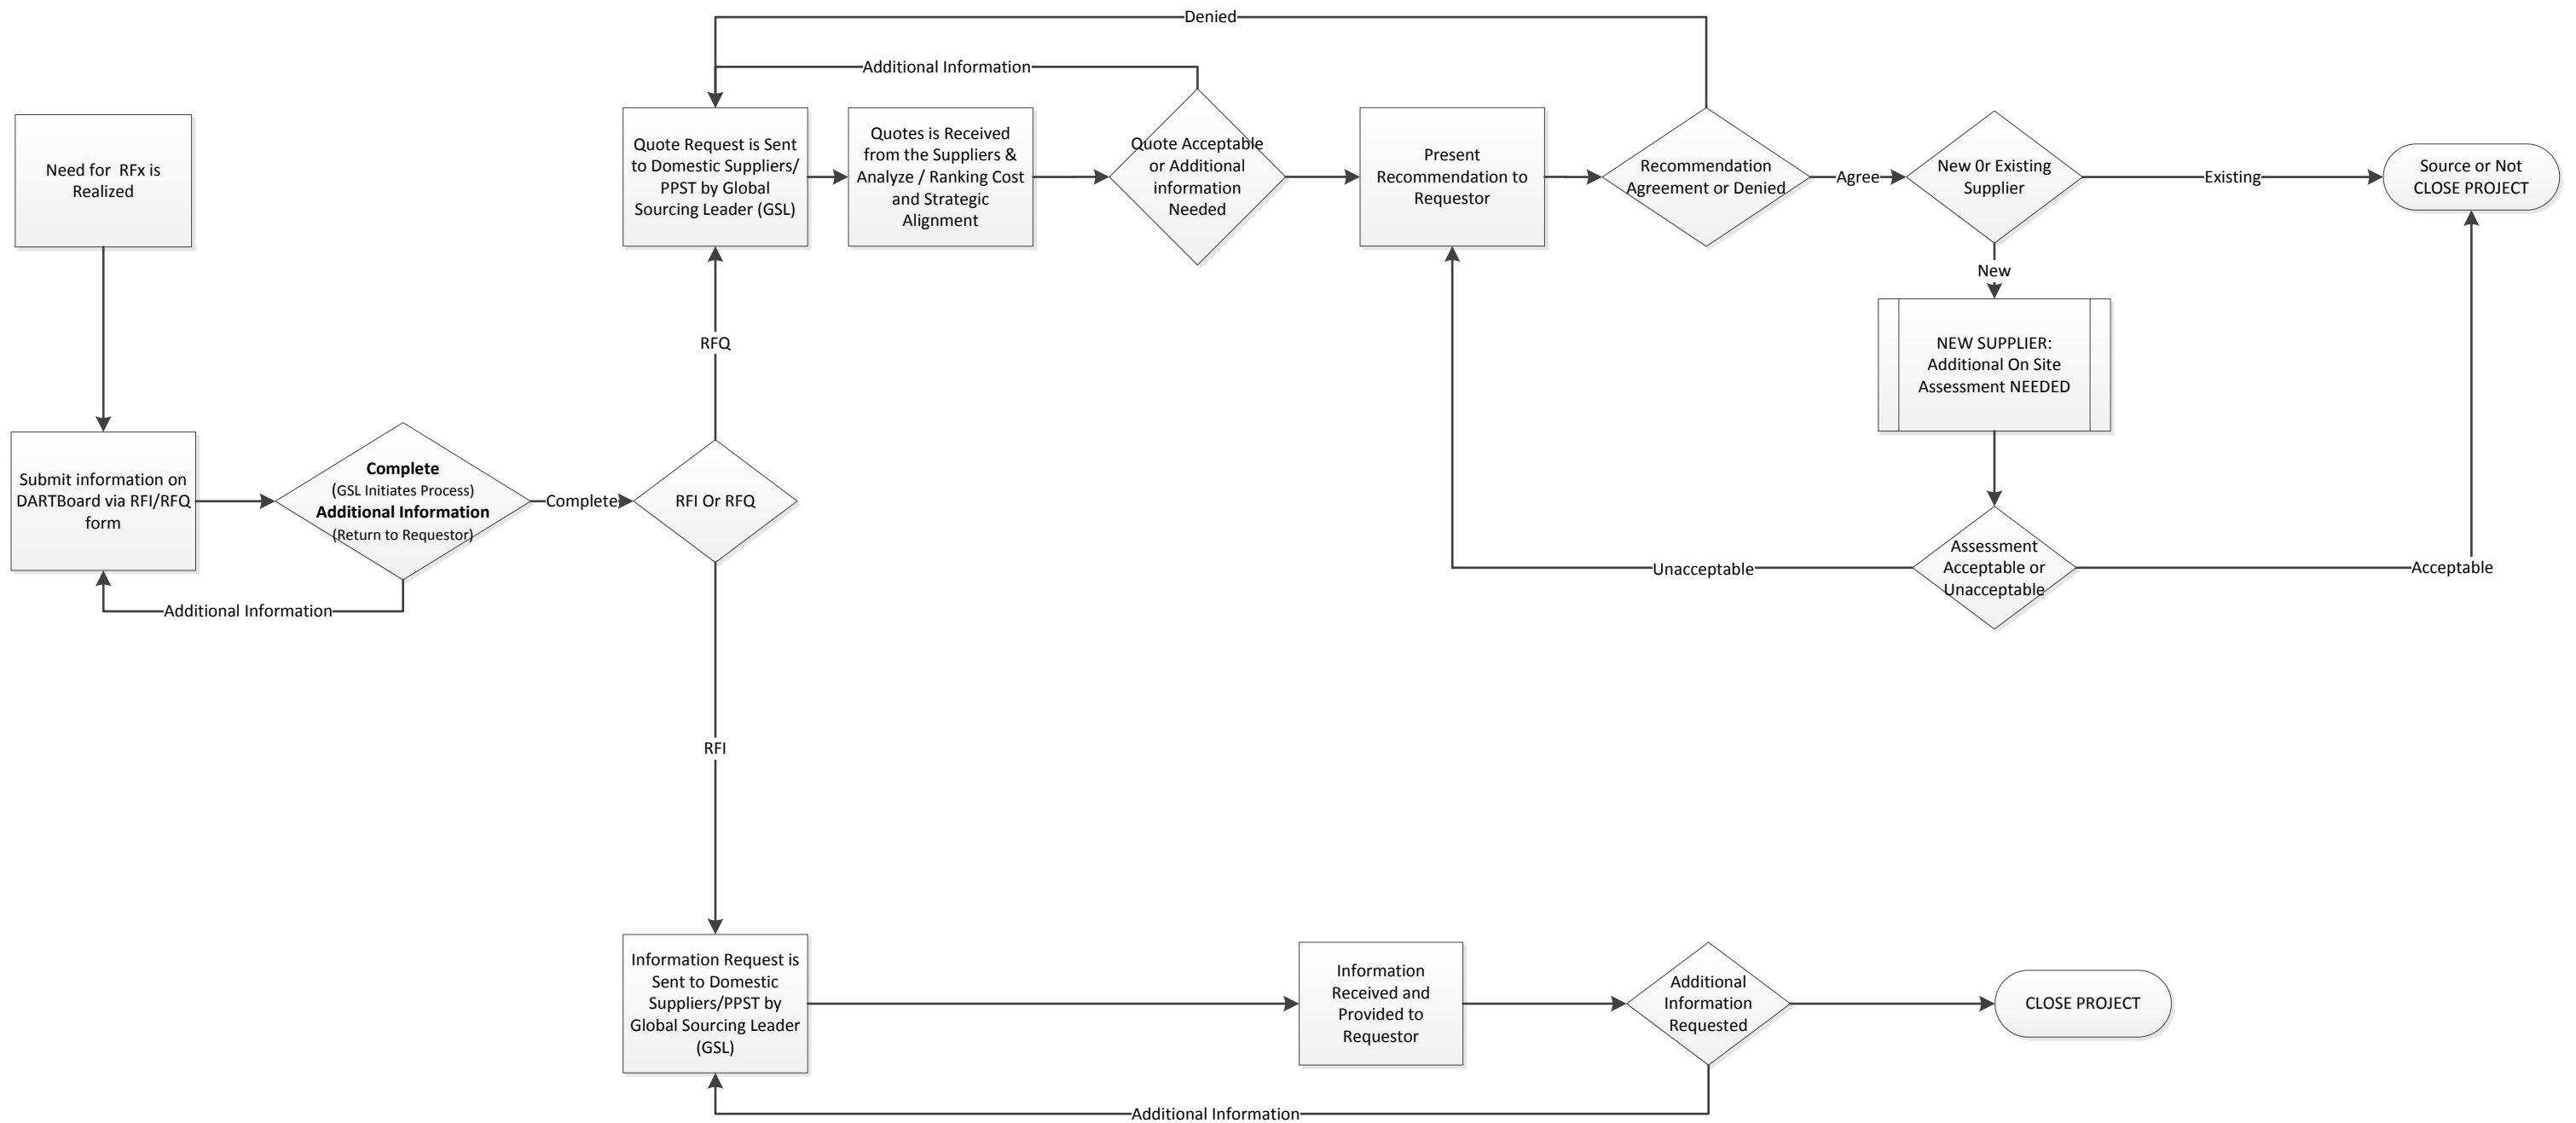 Denied
Additional Information
Need for  RFx is
Realized
Quote Request is Sent
to Domestic Suppliers/
PPST by Global
Sourcing Leader (GSL)
Quotes is Received
from the Suppliers &
Analyze / Ranking Cost
and Strategic
Alignment
Quote Acceptable
or Additional
information
Needed
Present
Recommendation to
Requestor
Recommendation
Agreement or Denied
Agree
New 0r Existing
Supplier
Existing
Source or Not
CLOSE PROJECT
New
NEW SUPPLIER:
Additional On Site
Assessment NEEDED
RFQ
Submit information on
DARTBoard via RFI/RFQ
form
Complete
(GSL Initiates Process)
Additional Information
(Return to Requestor)
Complete
RFI Or RFQ
Additional Information
Unacceptable
Assessment
Acceptable or
Unacceptable
Acceptable
RFI
Information Request is
Sent to Domestic
Suppliers/PPST by
Global Sourcing Leader
(GSL)
Information
Received and
Provided to
Requestor
Additional
Information
Requested
CLOSE PROJECT
Additional Information